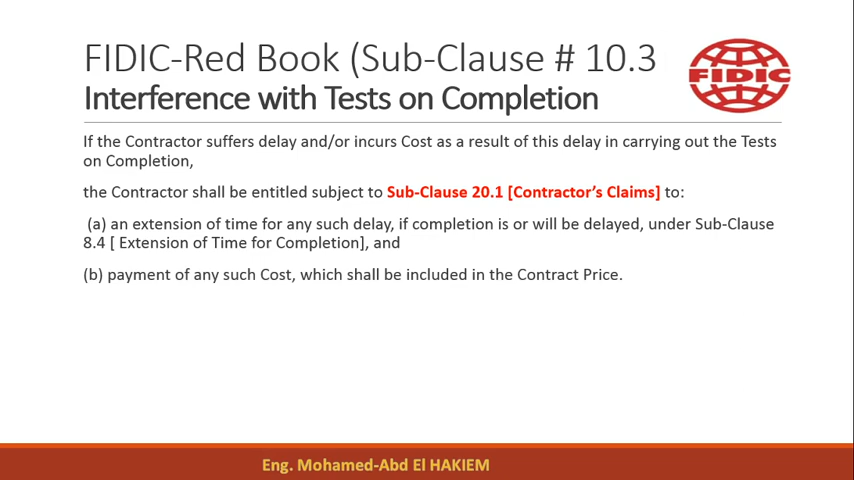 FIDIC-Red Book (Sub-Clause # 10.3
Interference with Tests on Completion
FIDIC
If the Contractor suffers delay and/or incurs Cost as a result of this delay in carrying out the Tests
on Completion,
the Contractor shall be entitled subject to Sub-Clause 20.1 [Contractor’s Claims] to:
(a) an extension of time for any such delay, if completion is or will be delayed, under Sub-Clause
8.4 [ Extension of Time for Completion], and
(b) payment of any such Cost, which shall be included in the Contract Price.
Eng. Mohamed-Abd El HAKIEM